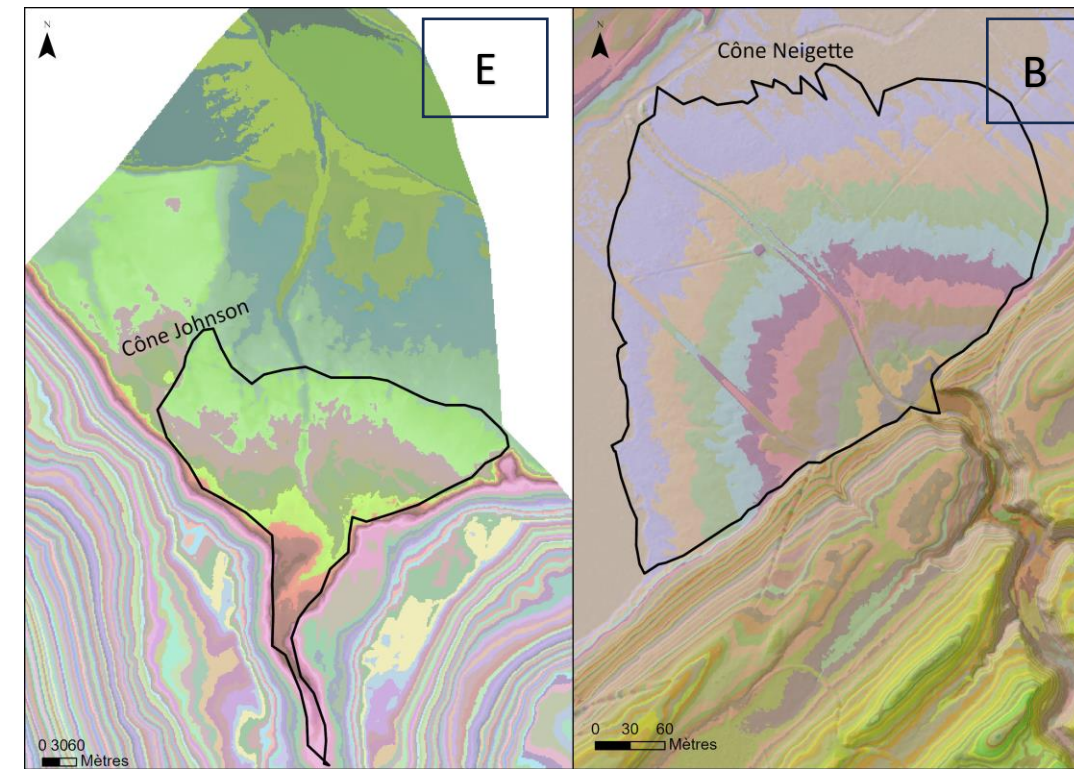 N
E
Cône Johnson
0 3060
Mètres
N
Cône Neigette
B
0 30 60
Mètres